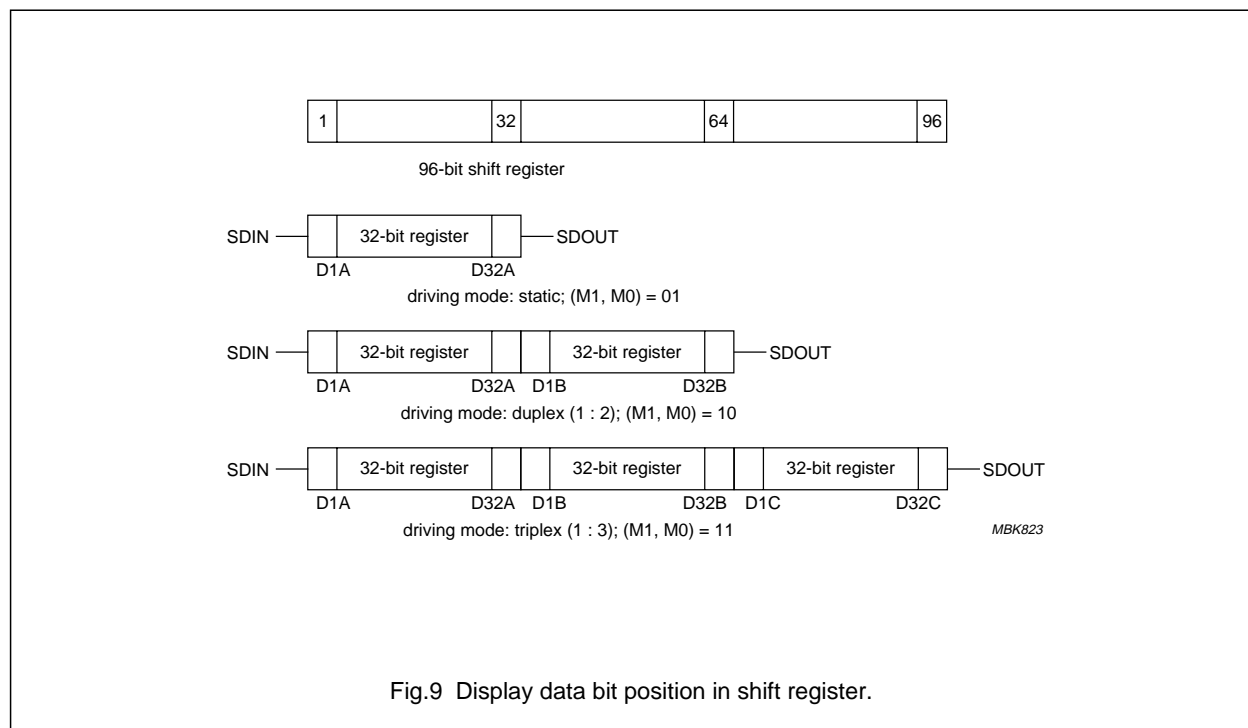 1 32 64 96
96-bit shift register
SDIN 32-bit register SDOUT
D1A D32A
driving mode: static; (M1, M0) = 01
SDIN 32-bit register 32-bit register SDOUT
D1A D32A D1B D32B
driving mode: duplex (1 : 2); (M1, M0) = 10
SDIN 32-bit register 32-bit register 32-bit register SDOUT
D1A D32A D1B D32B D1C D32C
driving mode: triplex (1 : 3); (M1, M0) = 11
MBK823
Fig.9 Display data bit position in shift register.